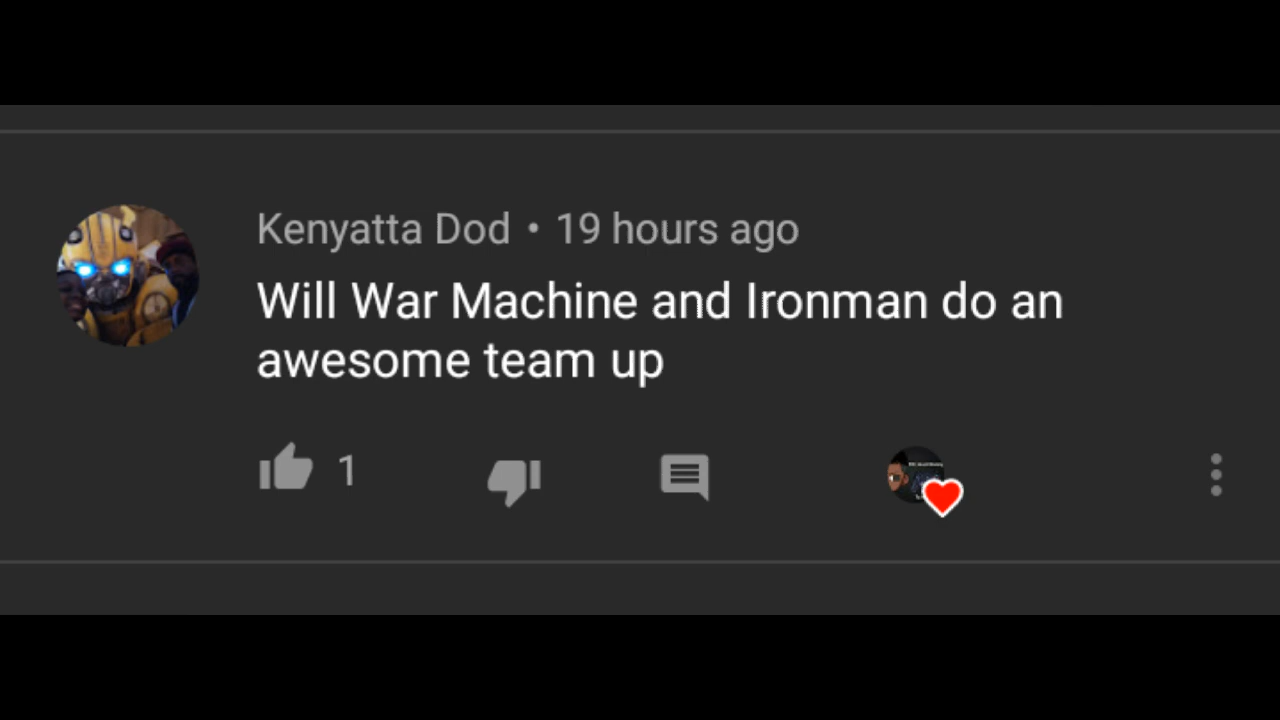 Kenyatta Dod • 19 hours ago
Will War Machine and Ironman do an
awesome team up
1